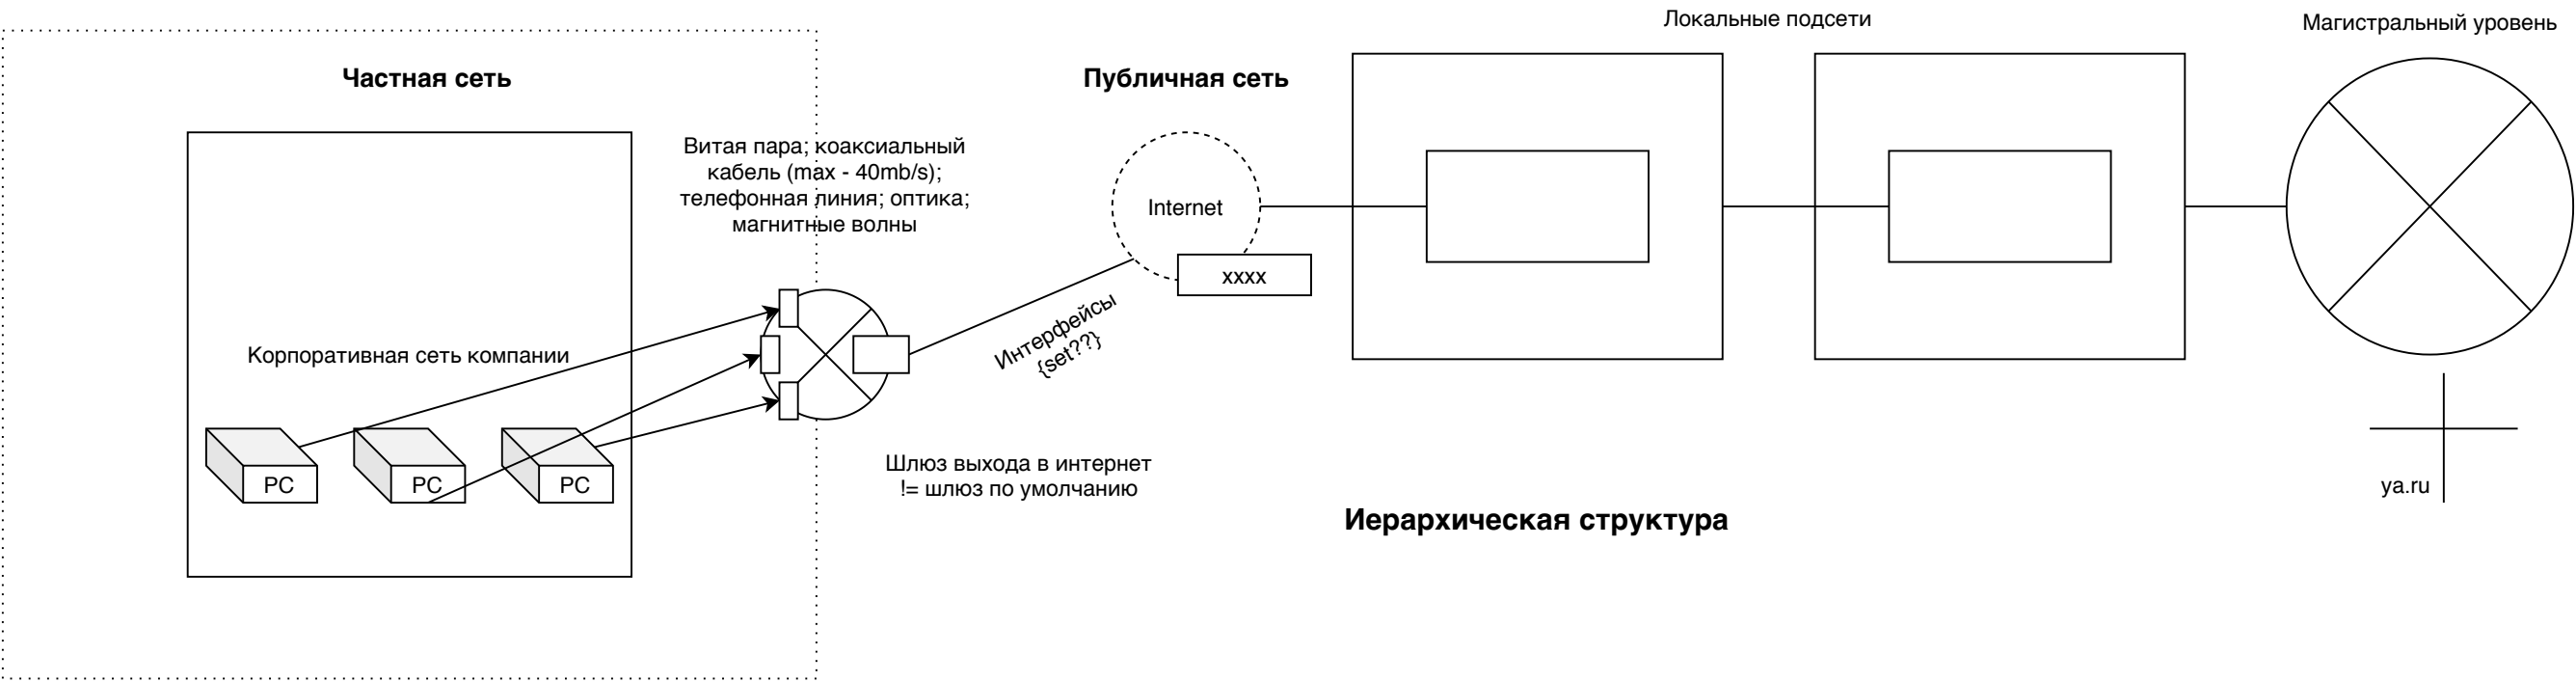 Локальные подсети
Магистральный уровень
Частная сеть
Публичная сеть
Витая пара; коаксиальный
кабель (max - 40mb/s);
телефонная линия; оптика;
магнитные волны
Internet
xxxx
Интерфейсы
{set??}
Корпоративная сеть компании
PC
PC
PC
Шлюз выхода в интернет
!= шлюз по умолчанию
ya.ru
Иерархическая структура